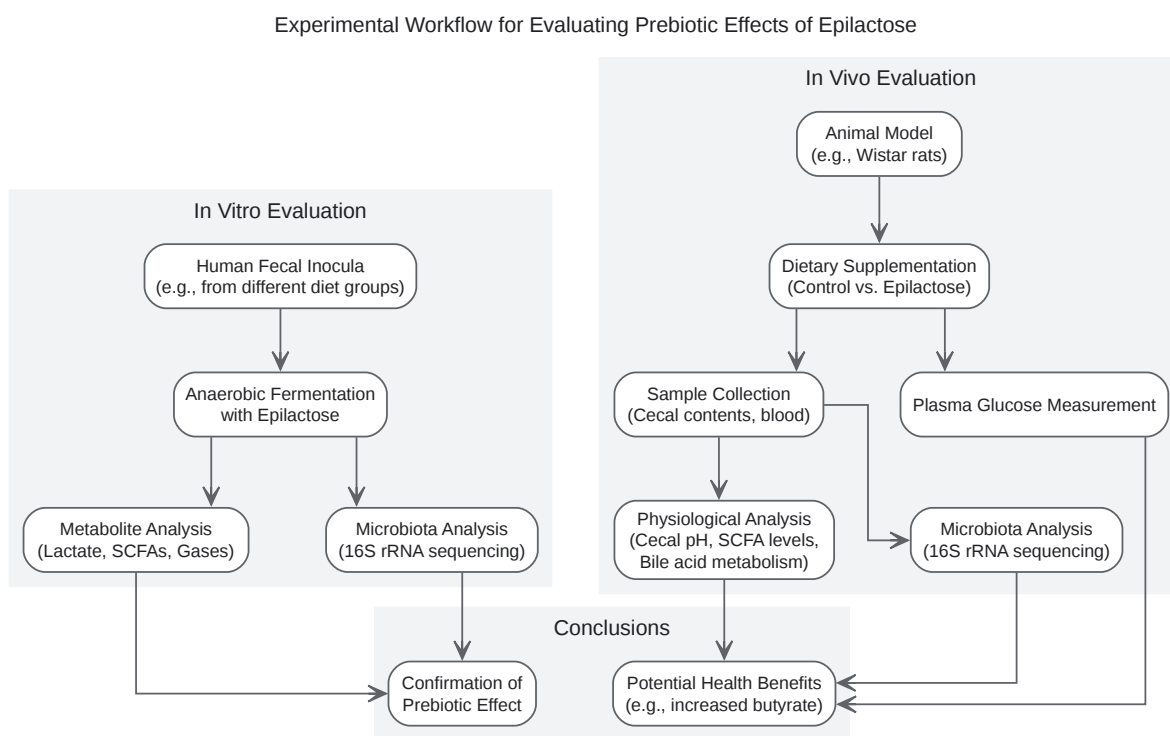 Experimental Workflow for Evaluating Prebiotic Effects of Epilactose
In Vitro Evaluation
Human Fecal Inocula
(e.g., from different diet groups)
Anaerobic Fermentation
with Epilactose
Metabolite Analysis
(Lactate, SCFAs, Gases)
Microbiota Analysis
(16S rRNA sequencing)
In Vivo Evaluation
Animal Model
(e.g., Wistar rats)
Dietary Supplementation
(Control vs. Epilactose)
Sample Collection
(Cecal contents, blood)
Plasma Glucose Measurement
Physiological Analysis
(Cecal pH, SCFA levels,
Bile acid metabolism)
Microbiota Analysis
(16S rRNA sequencing)
Conclusions
Confirmation of
Prebiotic Effect
Potential Health Benefits
(e.g., increased butyrate)